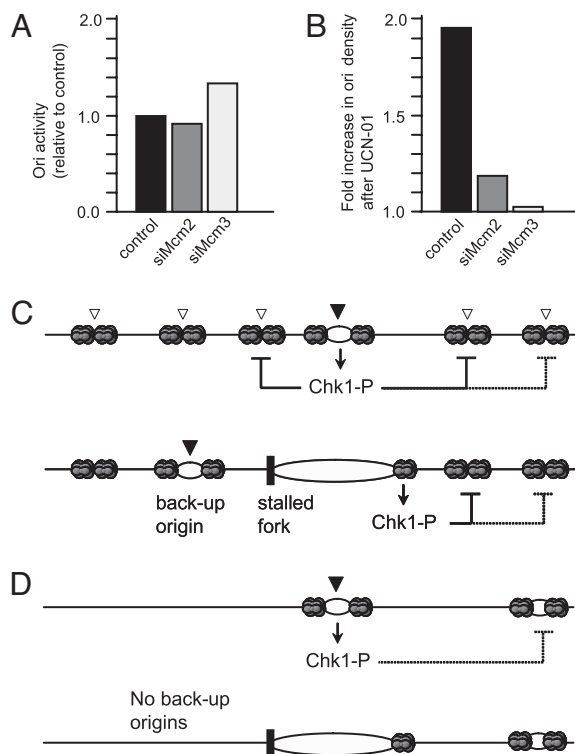 A
Ori activity
(relative to control)
2.0
1.0
0.0
control
siMcm2
siMcm3
B
Fold increase in ori density
after UCN-01
2.0
1.5
1.0
control
siMcm2
siMcm3
C
Chk1-P
back-up
origin
stalled
fork
Chk1-P
D
Chk1-P
No back-up
origins